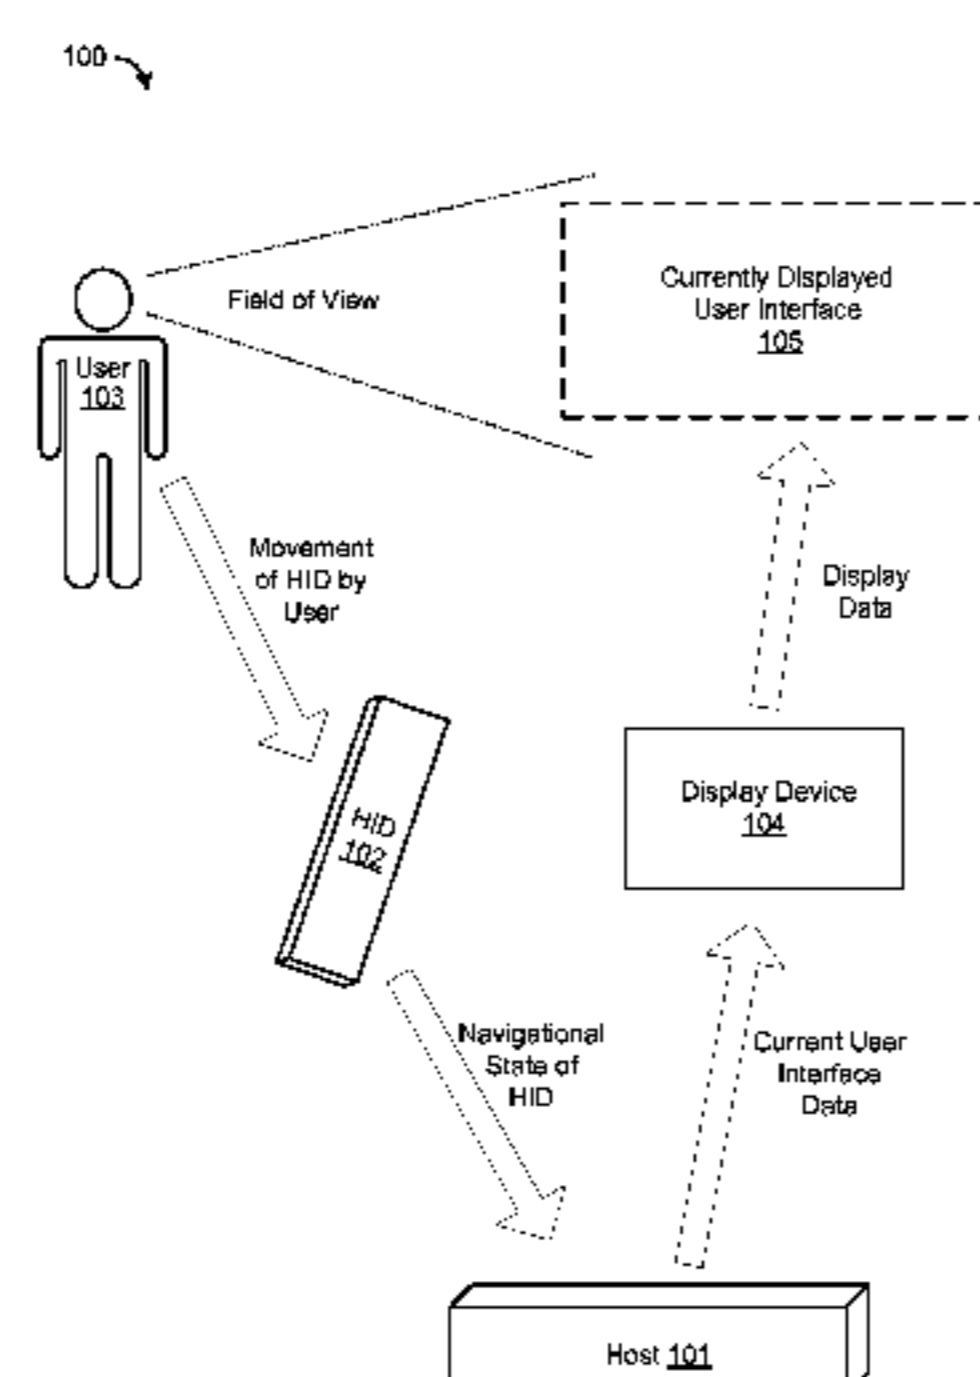 100
Currently Displayed
User Interface
105
Field of View
User
103
Movement
of HID by
User
Display
Data
HID
102
Display Device
104
Navigational
State of
HID
Current User
Interface
Data
Host 101